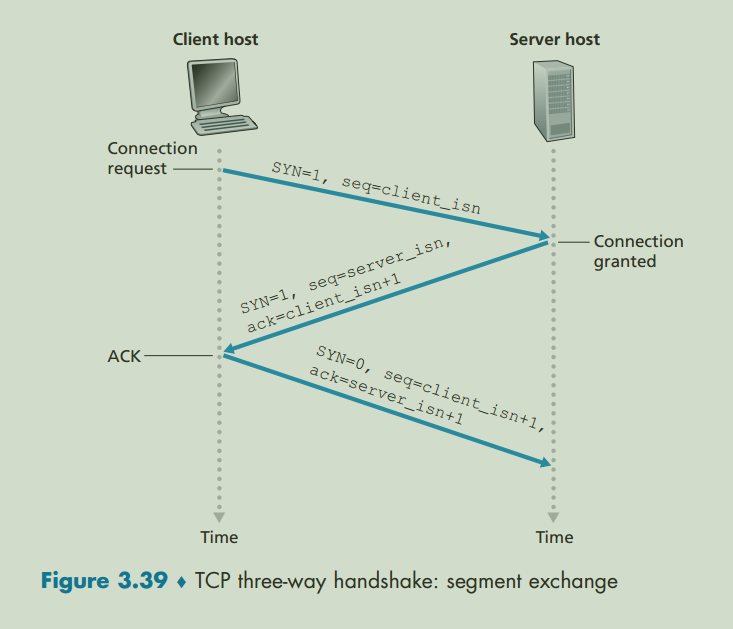 Client host
Server host
Connection
request
SYN=1, seq=client_isn
Connection
granted
SYN=1, seq=server_isn,
ack=client_isn+1
ACK
SYN=0, seq=client_isn+1,
ack=server_isn+1
Time
Time
Figure 3.39 ♦ TCP three-way handshake: segment exchange